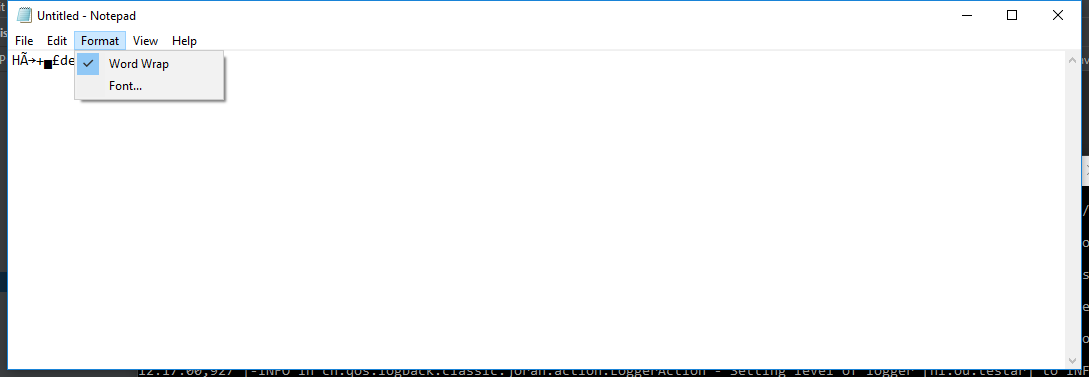 Untitled - Notepad
File Edit Format View Help
HÃ→+▄£de
Word Wrap
Font...
12:17:00,927 |-INFO in ch.qos.logback.classic.joran.action.LoggerAction - Setting level of logger [nl.ou.testar] to INF